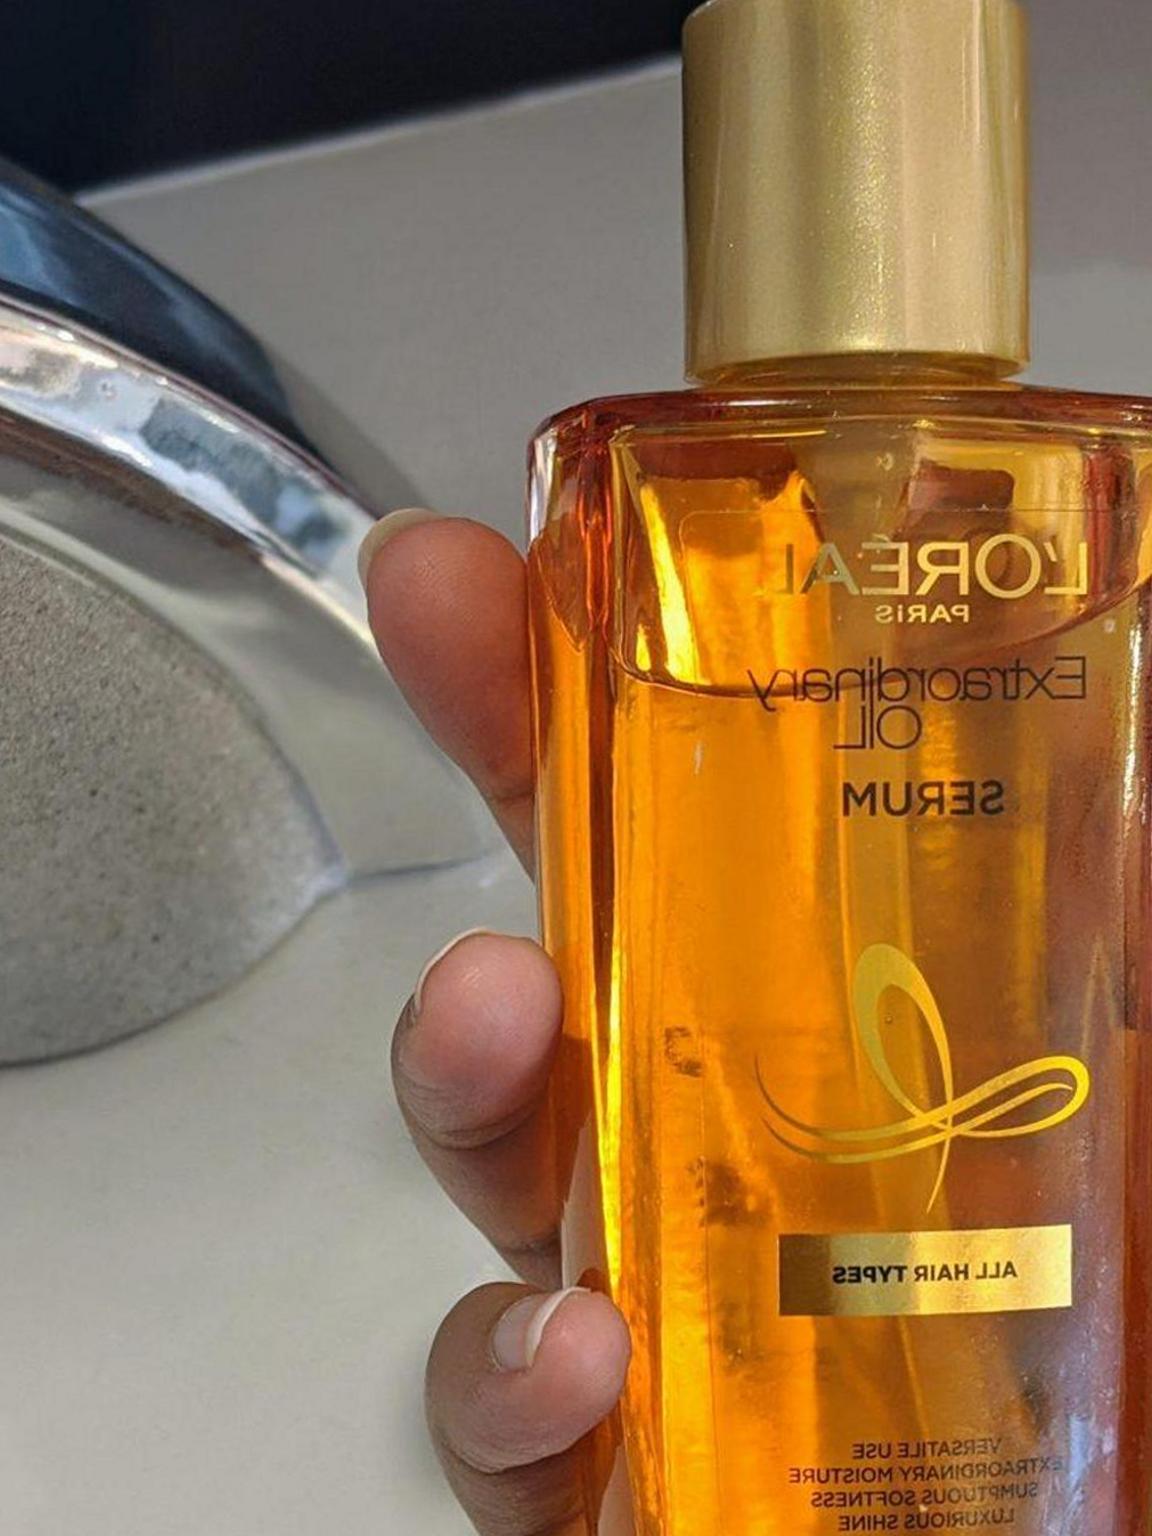 L'ORÉAL
PARIS
Extraordinary
OIL
SERUM
ALL HAIR TYPES
VERSATILE USE
EXTRAORDINARY MOISTURE
SUMPTUOUS SOFTNESS
LUXURIOUS SHINE